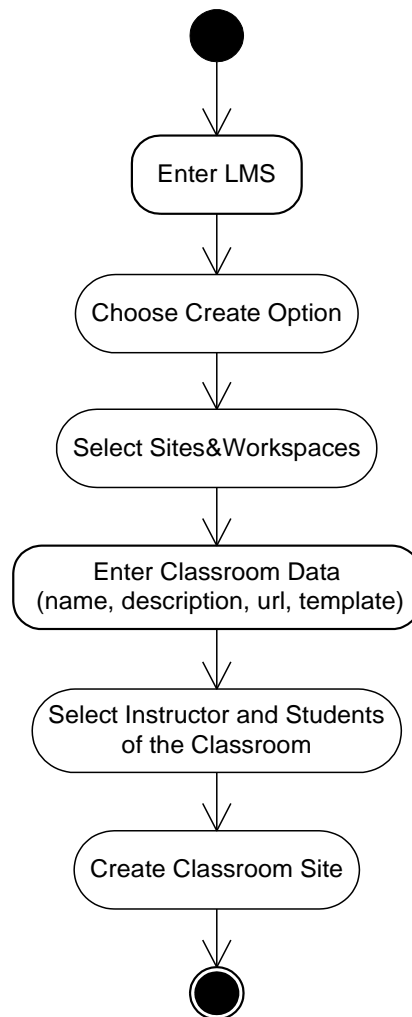 Enter LMS
Choose Create Option
Select Sites&Workspaces
Enter Classroom Data
(name, description, url, template)
Select Instructor and Students
of the Classroom
Create Classroom Site